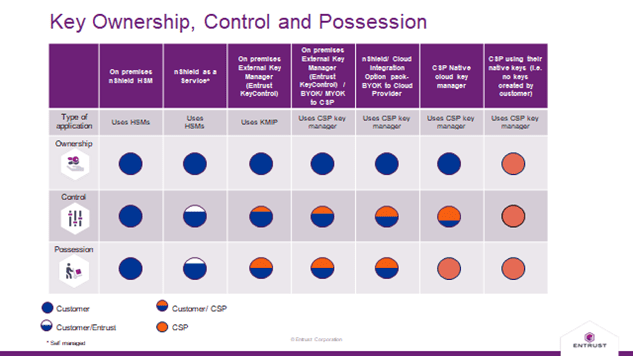 Key Ownership, Control and Possession
On premises
nShield HSM
nShield as a
Service*
On premises
External Key
Manager
(Entrust
KeyControl)
On premises
External Key
Manager
(Entrust
KeyControl) /
BYOK/ MYOK
to CSP
nShield/ Cloud
Integration
Option pack-
BYOK to Cloud
Provider
CSP Native
cloud key
manager
CSP using their
native keys (i.e.
no keys
created by
customer)
Type of
application
Uses HSMs
Uses
HSMs
Uses KMIP
Uses CSP key
manager
Uses CSP key
manager
Uses CSP key
manager
Uses CSP key
manager
Ownership
Control
Possession
Customer
Customer/ CSP
Customer/Entrust
CSP
* Self managed
© Entrust Corporation
ENTRUST